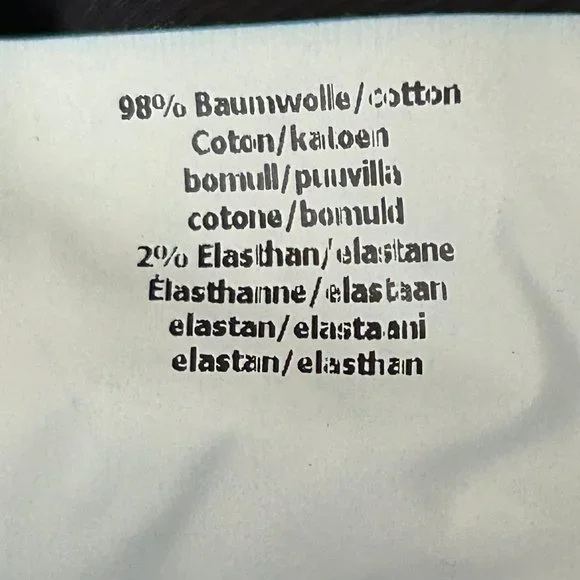 98% Baumwolle/cotton
Coton/katoen
bomull/puuvilla
cotone/bomuld
2% Elasthan/elastane
Élasthanne/elastaan
elastan/elastaani
elastan/elasthan